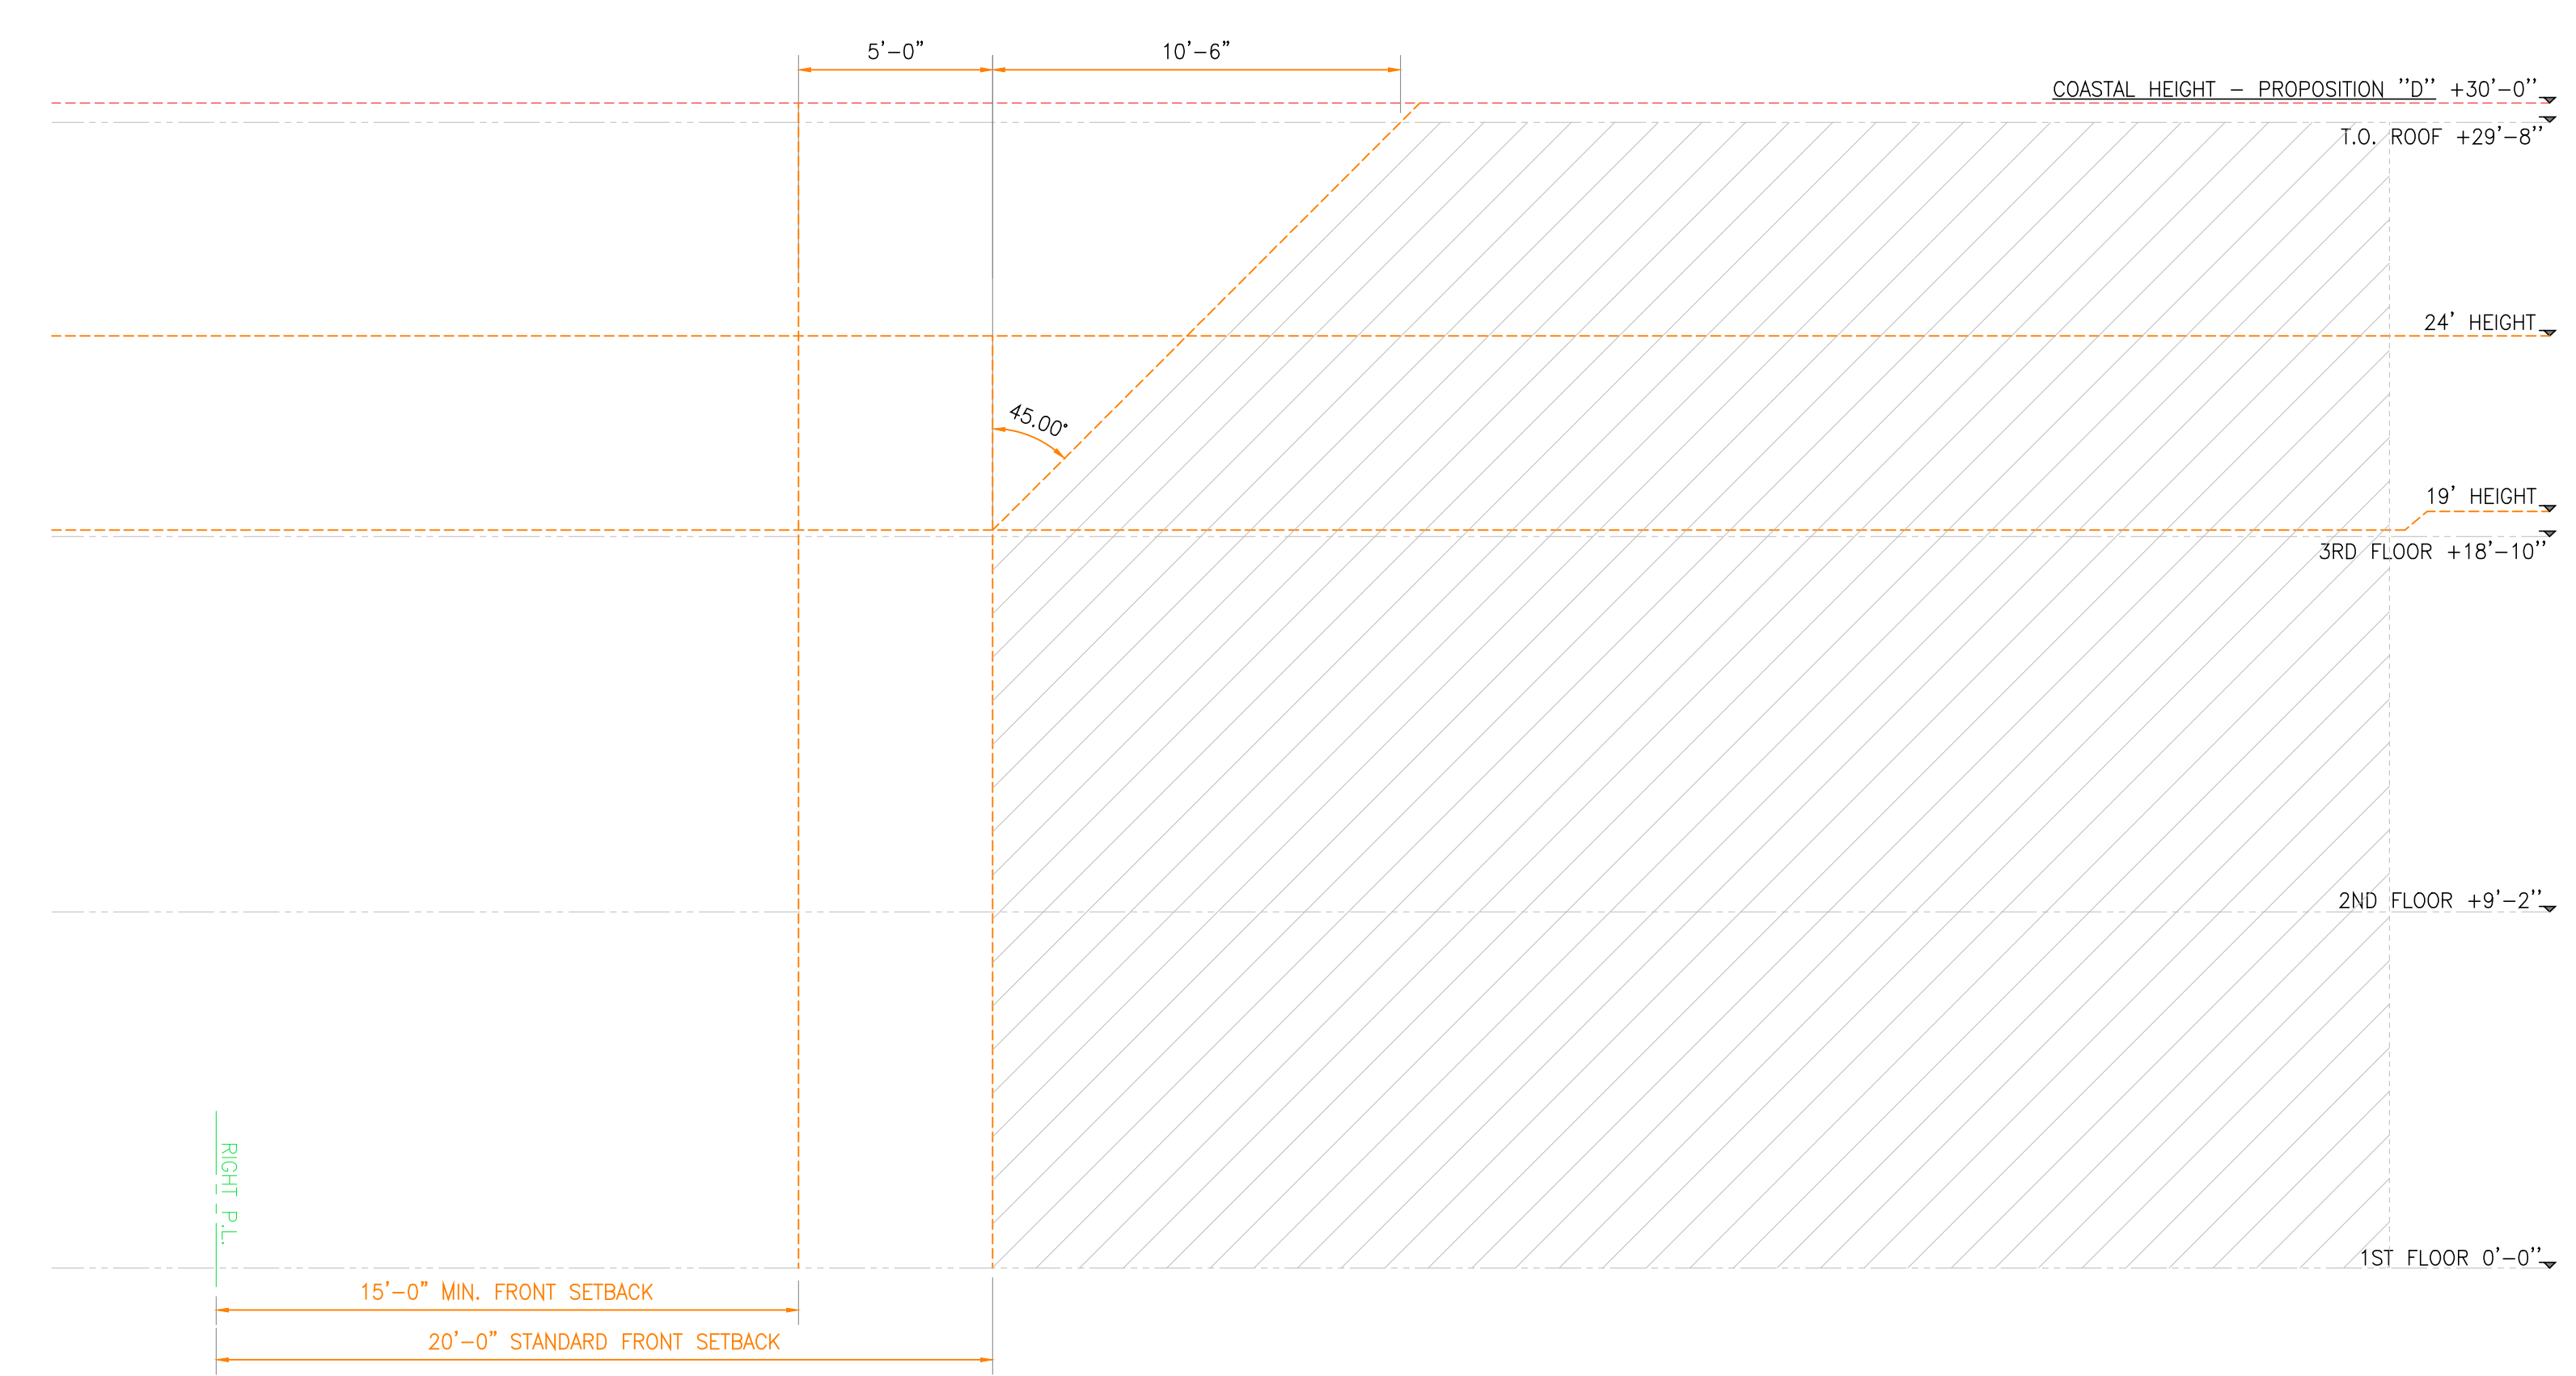 5'-0" 10'-6"
COASTAL HEIGHT - PROPOSITION "D" +30'-0"
T.O. ROOF +29'-8"
24' HEIGHT
45.00°
19' HEIGHT
3RD FLOOR +18'-10"
2ND FLOOR +9'-2"
RIGHT P.L.
1ST FLOOR 0'-0"
15'-0" MIN. FRONT SETBACK
20'-0" STANDARD FRONT SETBACK